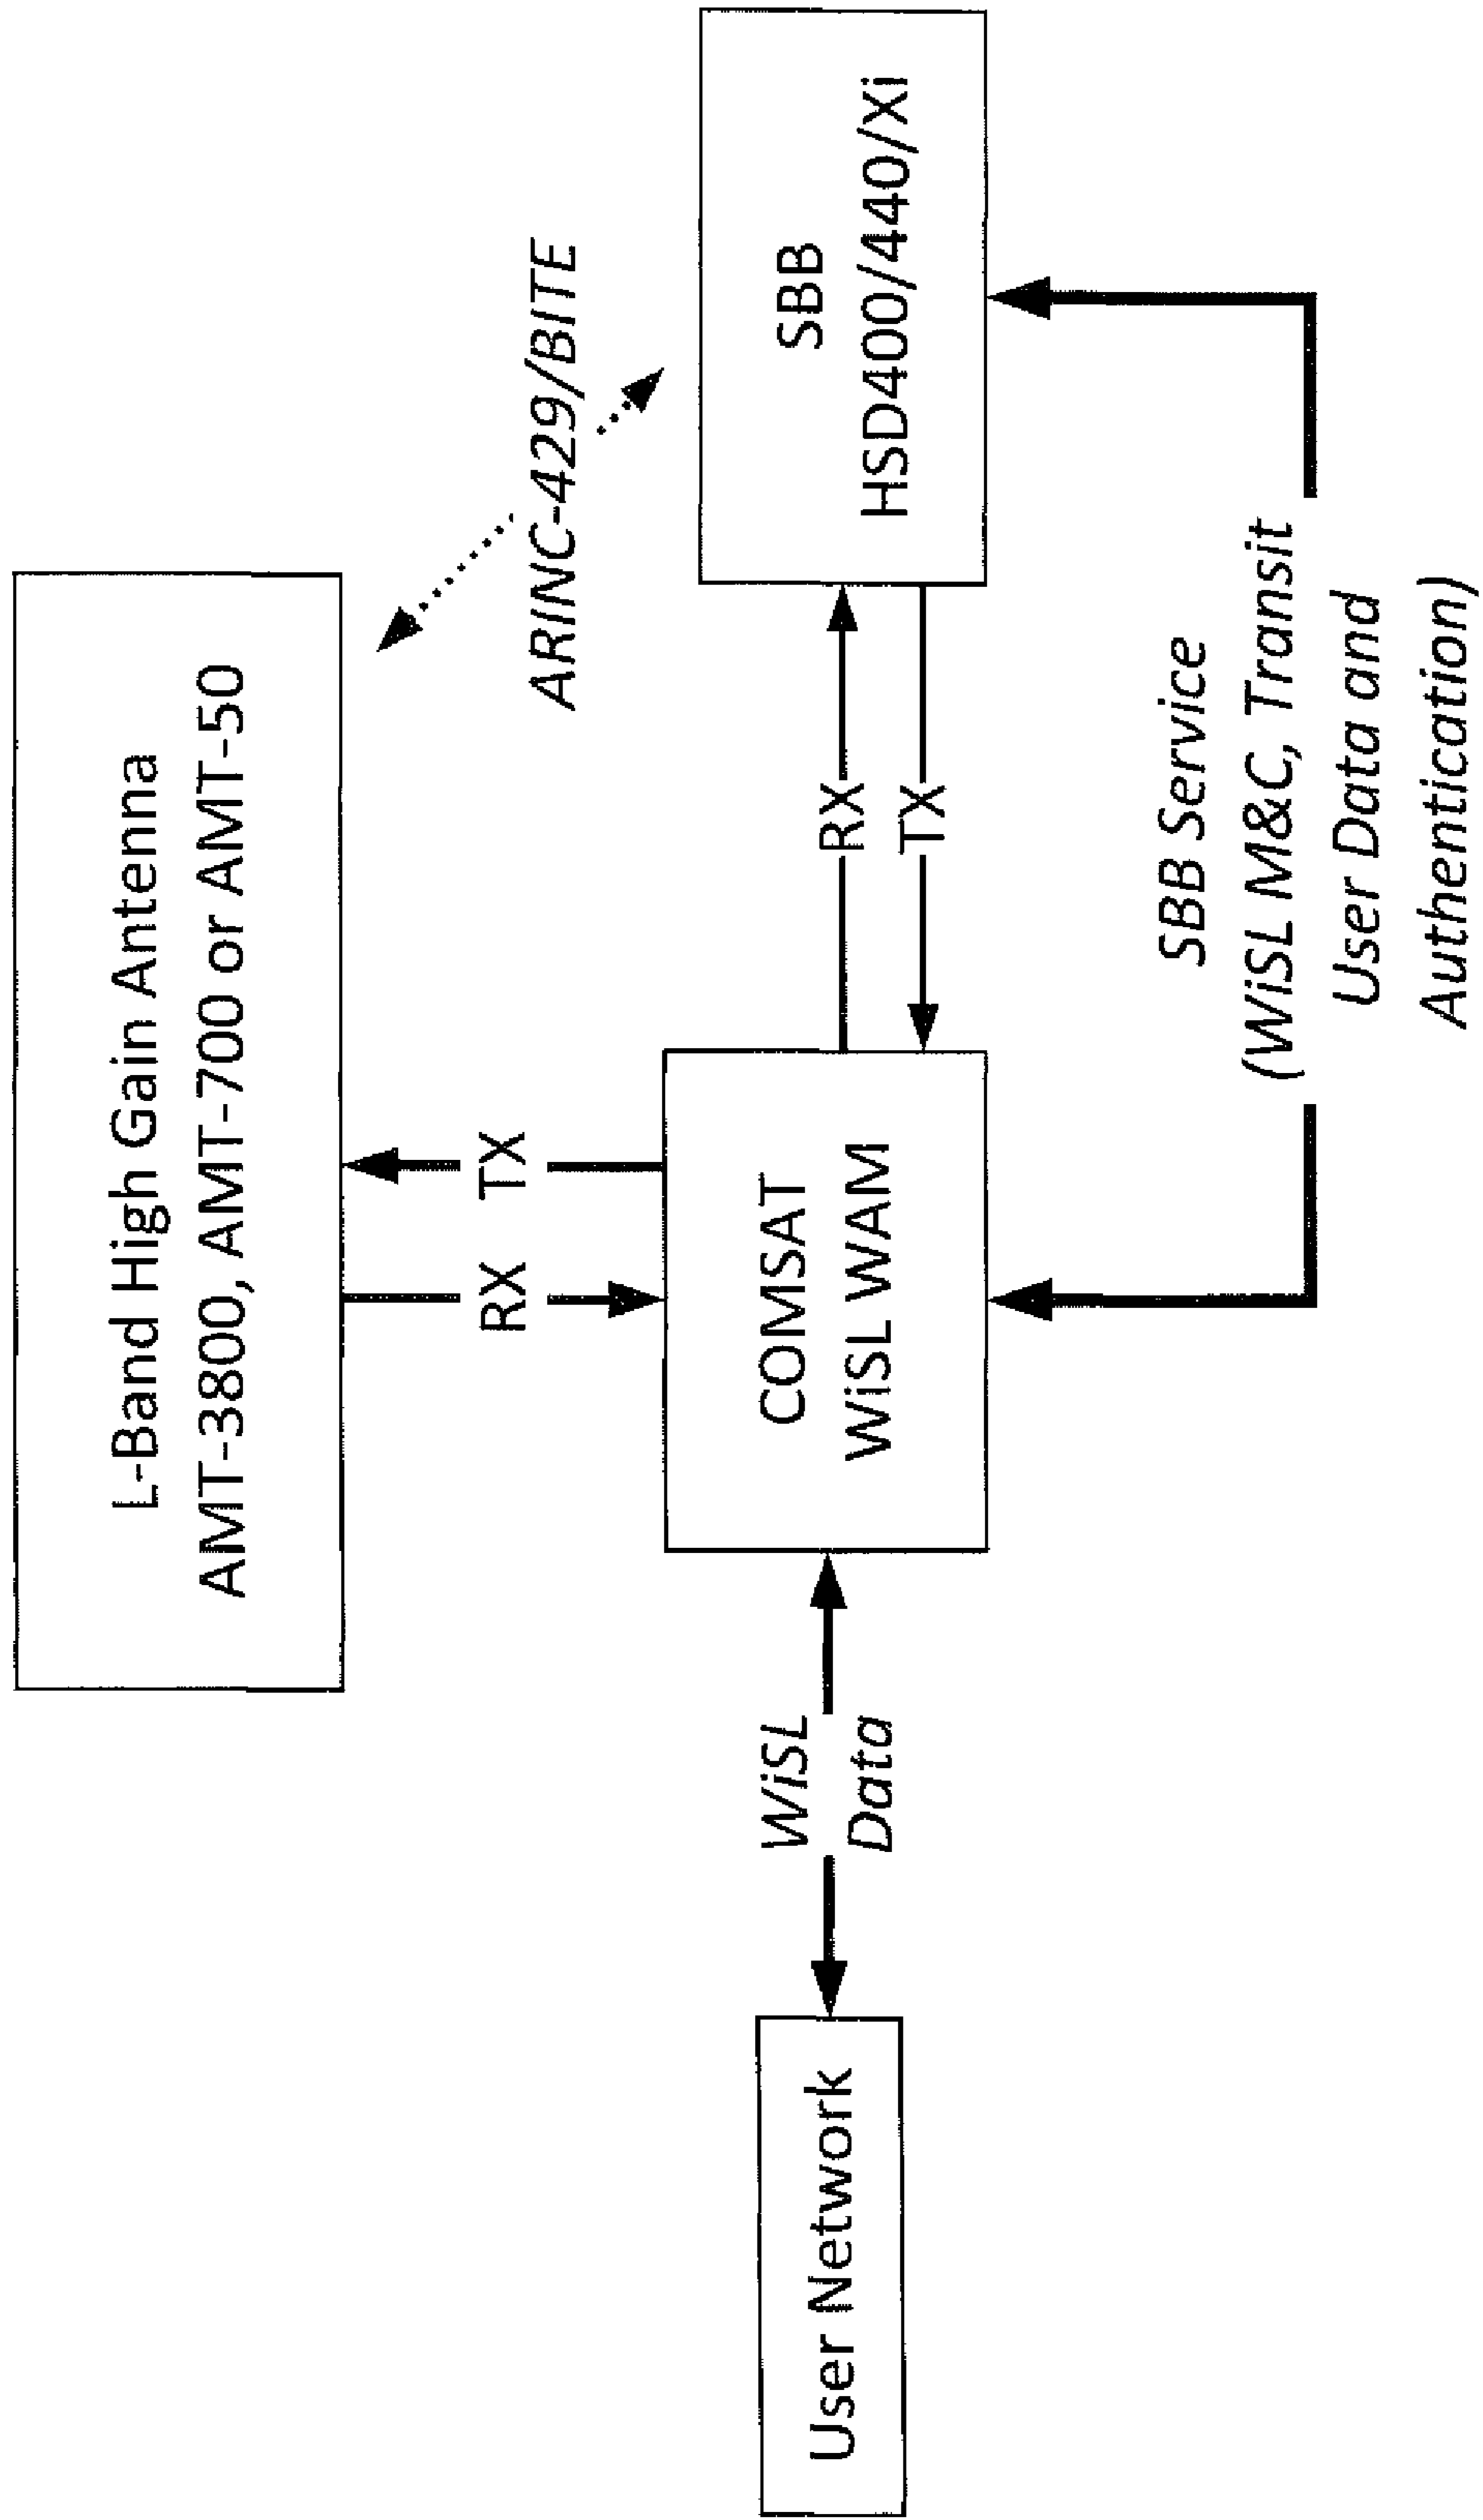 L-Band High Gain Antenna
AMT-3800, AMT-700 or AMT-50
RX
TX
ARINC-429/BITE
User Network
WiSL
Data
COMSAT
WiSL WAM
RX
TX
SBB
HSD400/440/Xi
SBB Service
(WiSL M&C, Transit
User Data and
Authentication)